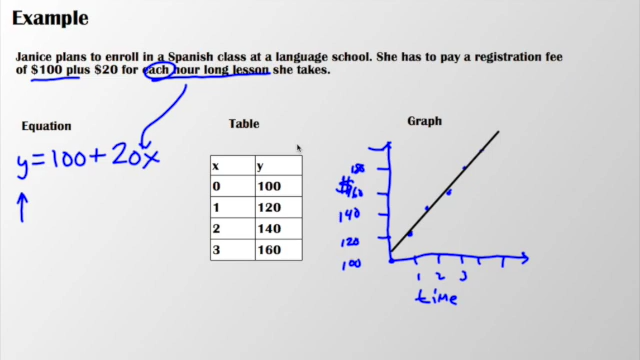 Example
Janice plans to enroll in a Spanish class at a language school. She has to pay a registration fee
of $100 plus $20 for each hour long lesson she takes.
Equation
Table
Graph
y = 100 + 20x
x y
0 100
1 120
2 140
3 160
$
180
160
140
120
100
1 2 3
time